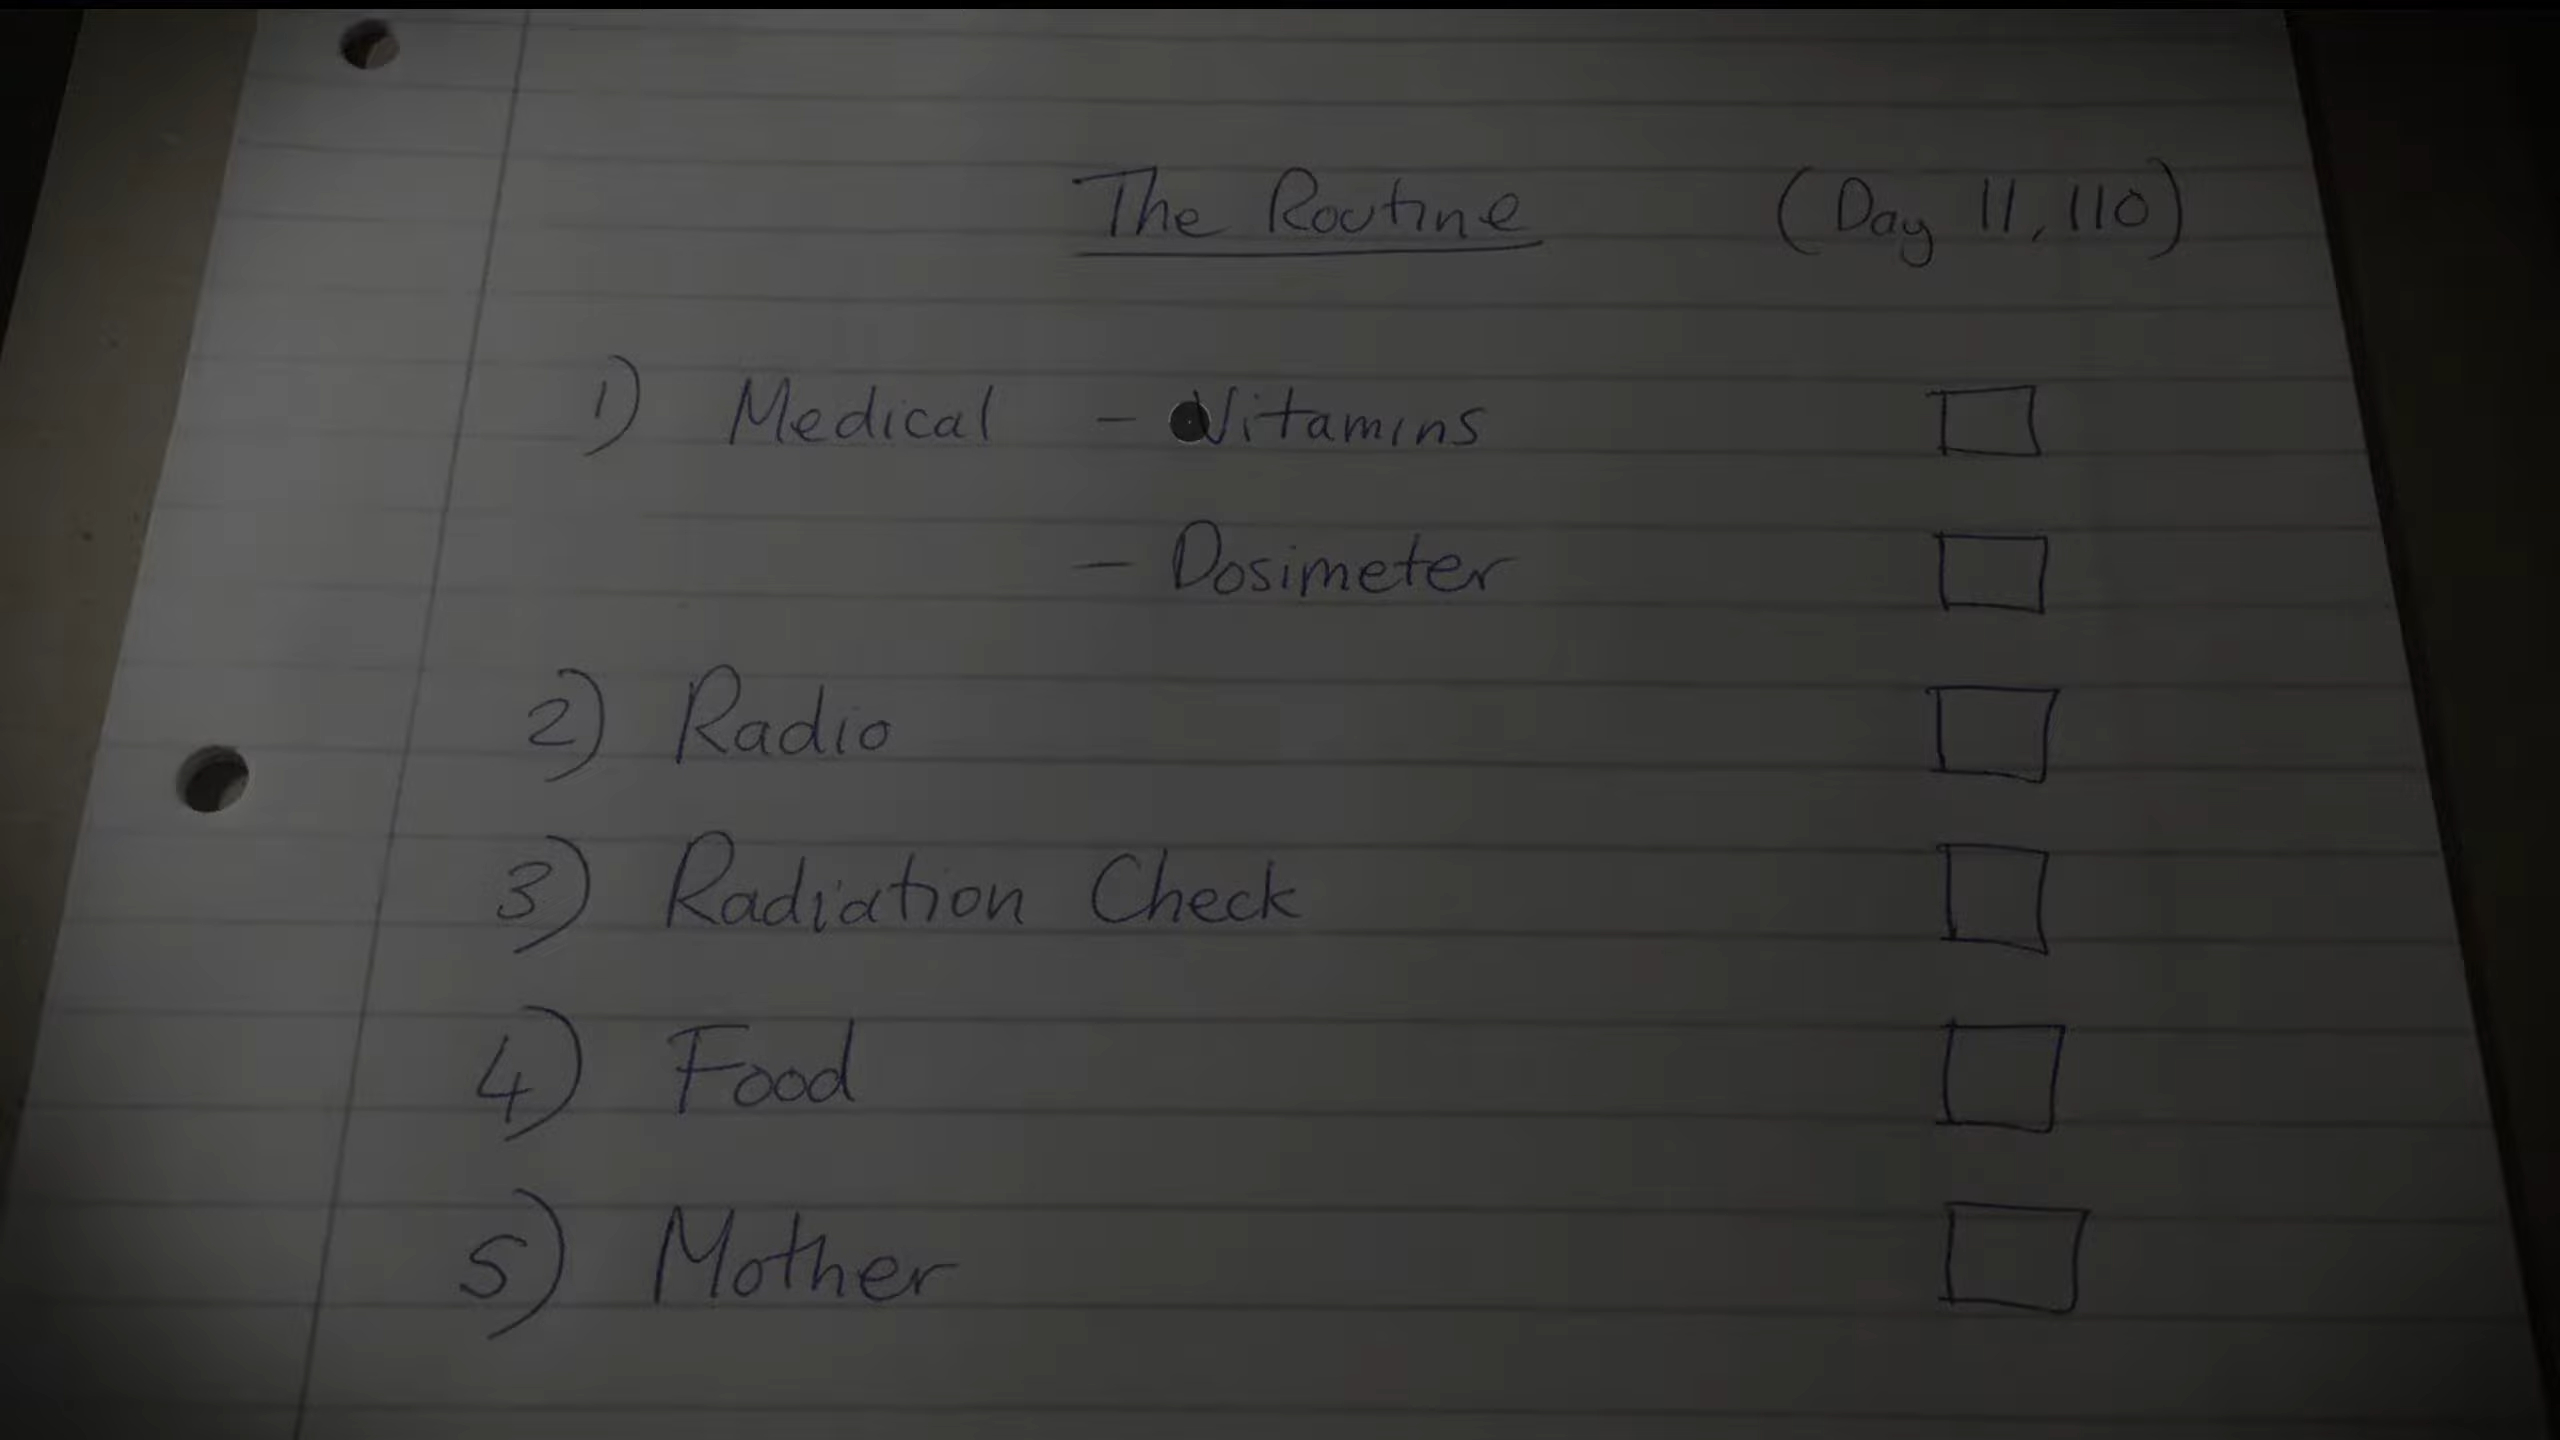 The Routine (Day 11,110)
1) Medical - Vitamins
- Dosimeter
2) Radio
3) Radiation Check
4) Food
5) Mother